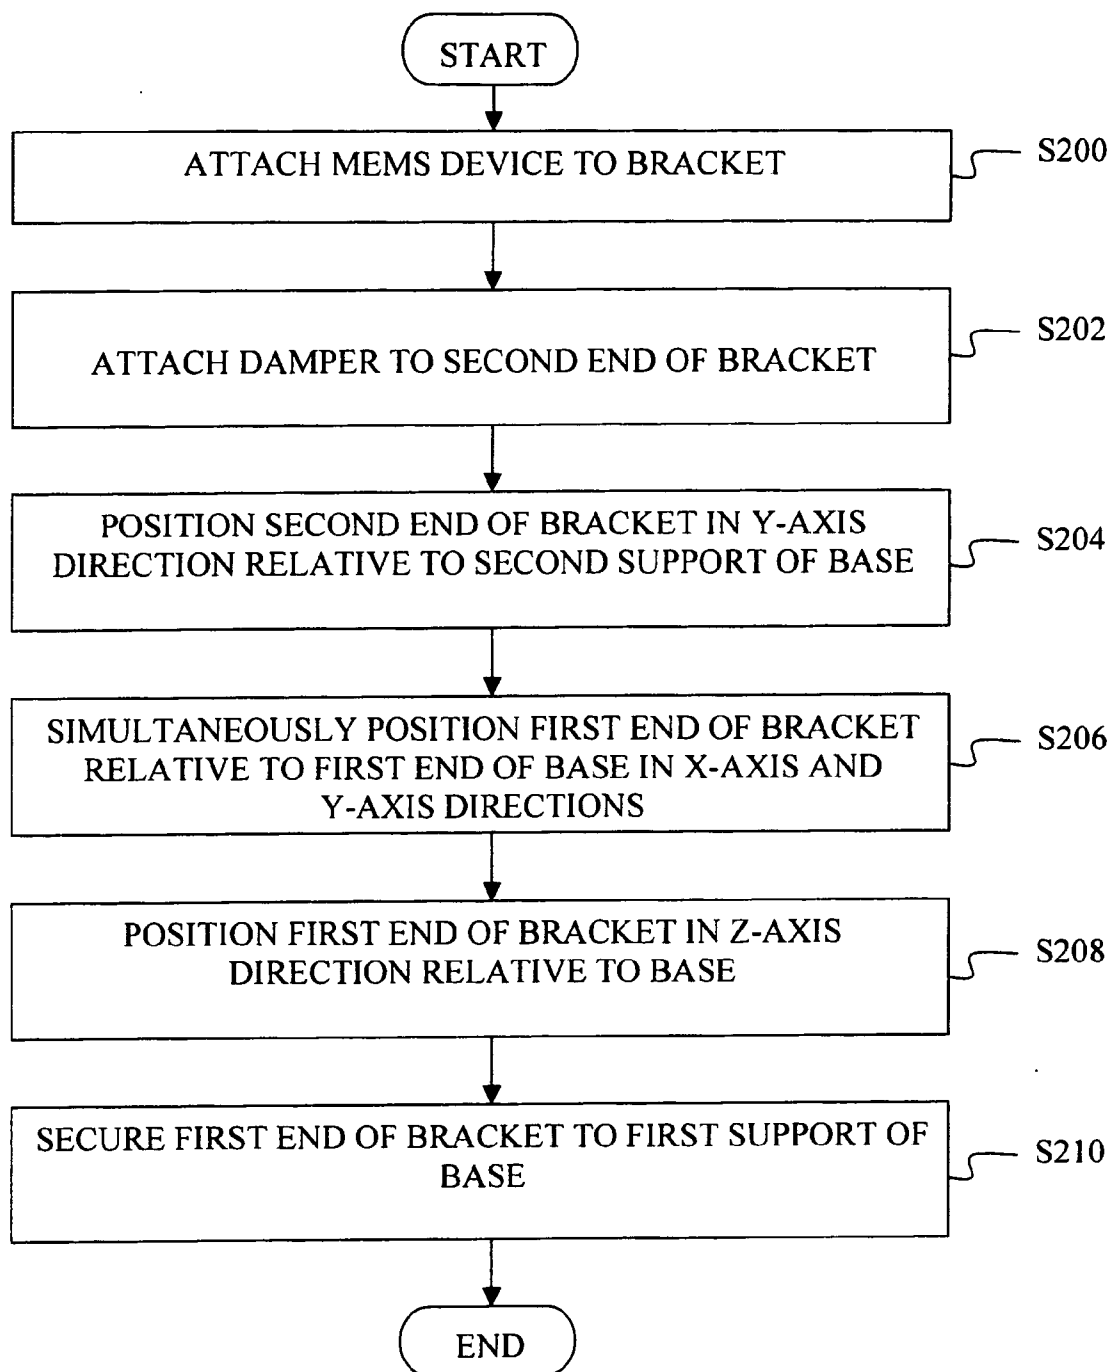 START
ATTACH MEMS DEVICE TO BRACKET
S200
ATTACH DAMPER TO SECOND END OF BRACKET
S202
POSITION SECOND END OF BRACKET IN Y-AXIS
DIRECTION RELATIVE TO SECOND SUPPORT OF BASE
S204
SIMULTANEOUSLY POSITION FIRST END OF BRACKET
RELATIVE TO FIRST END OF BASE IN X-AXIS AND
Y-AXIS DIRECTIONS
S206
POSITION FIRST END OF BRACKET IN Z-AXIS
DIRECTION RELATIVE TO BASE
S208
SECURE FIRST END OF BRACKET TO FIRST SUPPORT OF
BASE
S210
END